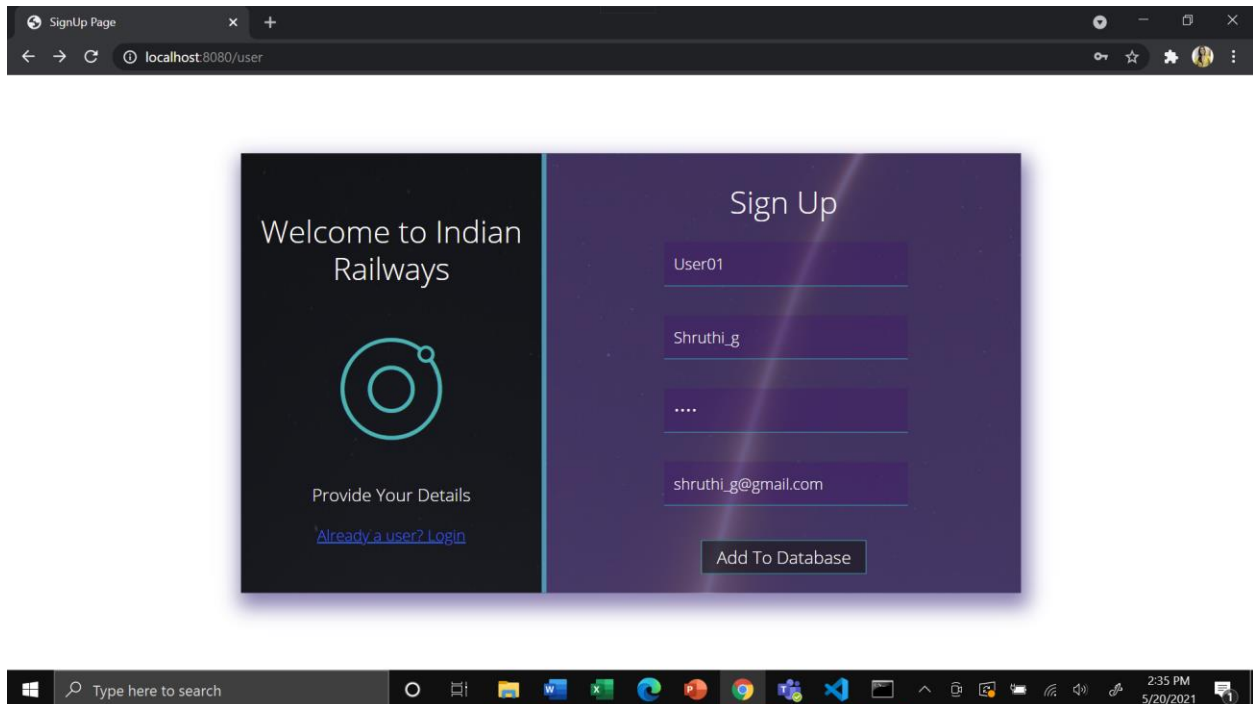 SignUp Page
localhost:8080/user
Welcome to Indian
Railways
Provide Your Details
Already a user? Login
Sign Up
User01
Shruthi_g
••••
shruthi_g@gmail.com
Add To Database
Type here to search
2:35 PM
5/20/2021